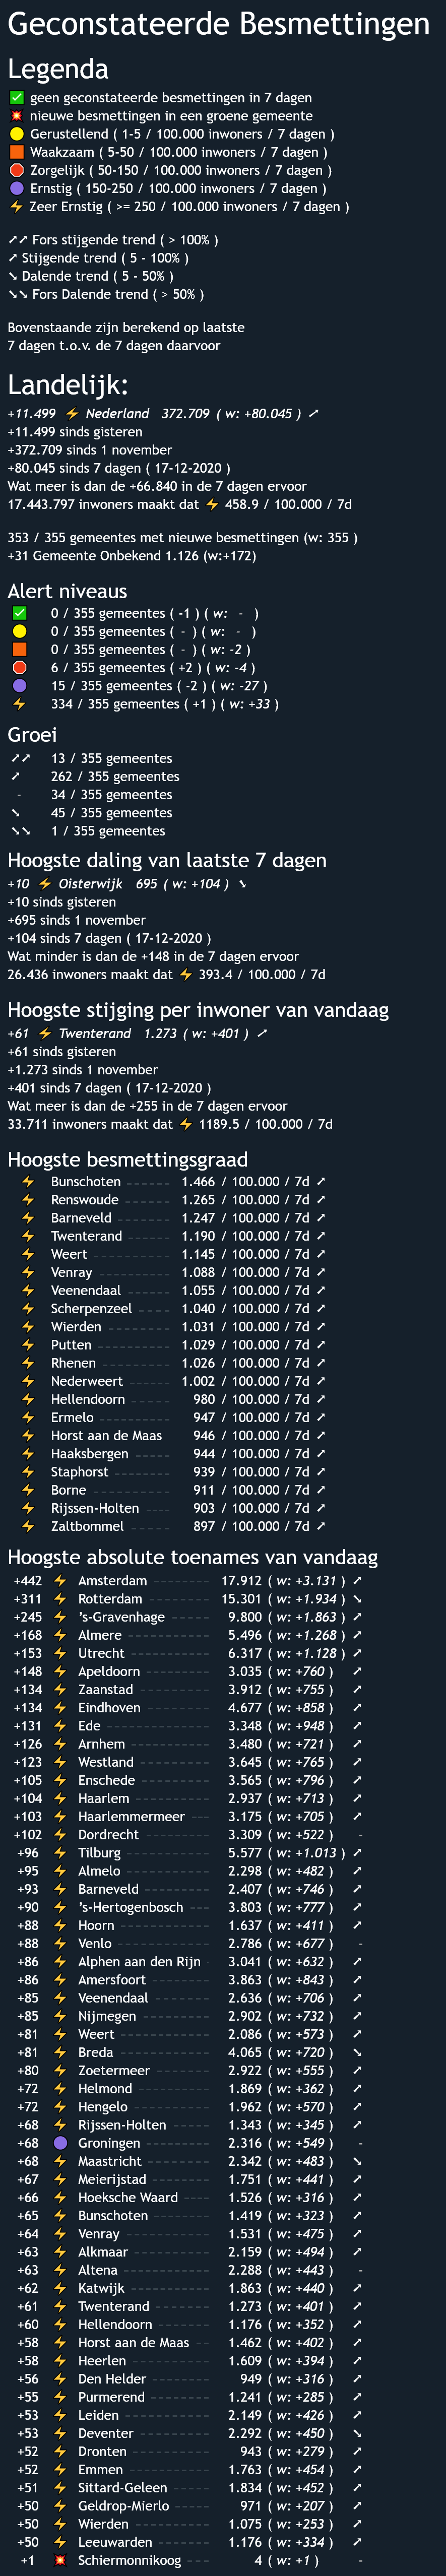 Geconstateerde Besmettingen
Legenda
✅ geen geconstateerde besmettingen in 7 dagen
💥 nieuwe besmettingen in een groene gemeente
🟡 Gerustellend ( 1-5 / 100.000 inwoners / 7 dagen )
🟧 Waakzaam ( 5-50 / 100.000 inwoners / 7 dagen )
🛑 Zorgelijk ( 50-150 / 100.000 inwoners / 7 dagen )
🟣 Ernstig ( 150-250 / 100.000 inwoners / 7 dagen )
⚡ Zeer Ernstig ( >= 250 / 100.000 inwoners / 7 dagen )
➚➚ Fors stijgende trend ( > 100% )
➚ Stijgende trend ( 5 - 100% )
➘ Dalende trend ( 5 - 50% )
➘➘ Fors Dalende trend ( > 50% )
Bovenstaande zijn berekend op laatste
7 dagen t.o.v. de 7 dagen daarvoor
Landelijk:
+11.499 ⚡ Nederland 372.709 ( w: +80.045 ) ➚
+11.499 sinds gisteren
+372.709 sinds 1 november
+80.045 sinds 7 dagen ( 17-12-2020 )
Wat meer is dan de +66.840 in de 7 dagen ervoor
17.443.797 inwoners maakt dat ⚡ 458.9 / 100.000 / 7d
353 / 355 gemeentes met nieuwe besmettingen (w: 355 )
+31 Gemeente Onbekend 1.126 (w:+172)
Alert niveaus
✅ 0 / 355 gemeentes ( -1 ) ( w: - )
🟡 0 / 355 gemeentes ( - ) ( w: - )
🟧 0 / 355 gemeentes ( - ) ( w: -2 )
🛑 6 / 355 gemeentes ( +2 ) ( w: -4 )
🟣 15 / 355 gemeentes ( -2 ) ( w: -27 )
⚡ 334 / 355 gemeentes ( +1 ) ( w: +33 )
Groei
➚➚ 13 / 355 gemeentes
➚ 262 / 355 gemeentes
- 34 / 355 gemeentes
➘ 45 / 355 gemeentes
➘➘ 1 / 355 gemeentes
Hoogste daling van laatste 7 dagen
+10 ⚡ Oisterwijk 695 ( w: +104 ) ➘
+10 sinds gisteren
+695 sinds 1 november
+104 sinds 7 dagen ( 17-12-2020 )
Wat minder is dan de +148 in de 7 dagen ervoor
26.436 inwoners maakt dat ⚡ 393.4 / 100.000 / 7d
Hoogste stijging per inwoner van vandaag
+61 ⚡ Twenterand 1.273 ( w: +401 ) ➚
+61 sinds gisteren
+1.273 sinds 1 november
+401 sinds 7 dagen ( 17-12-2020 )
Wat meer is dan de +255 in de 7 dagen ervoor
33.711 inwoners maakt dat ⚡ 1189.5 / 100.000 / 7d
Hoogste besmettingsgraad
⚡ Bunschoten 1.466 / 100.000 / 7d ➚
⚡ Renswoude 1.265 / 100.000 / 7d ➚
⚡ Barneveld 1.247 / 100.000 / 7d ➚
⚡ Twenterand 1.190 / 100.000 / 7d ➚
⚡ Weert 1.145 / 100.000 / 7d ➚
⚡ Venray 1.088 / 100.000 / 7d ➚
⚡ Veenendaal 1.055 / 100.000 / 7d ➚
⚡ Scherpenzeel 1.040 / 100.000 / 7d ➚
⚡ Wierden 1.031 / 100.000 / 7d ➚
⚡ Putten 1.029 / 100.000 / 7d ➚
⚡ Rhenen 1.026 / 100.000 / 7d ➚
⚡ Nederweert 1.002 / 100.000 / 7d ➚
⚡ Hellendoorn 980 / 100.000 / 7d ➚
⚡ Ermelo 947 / 100.000 / 7d ➚
⚡ Horst aan de Maas 946 / 100.000 / 7d ➚
⚡ Haaksbergen 944 / 100.000 / 7d ➚
⚡ Staphorst 939 / 100.000 / 7d ➚
⚡ Borne 911 / 100.000 / 7d ➚
⚡ Rijssen-Holten 903 / 100.000 / 7d ➚
⚡ Zaltbommel 897 / 100.000 / 7d ➚
Hoogste absolute toenames van vandaag
+442 ⚡ Amsterdam 17.912 ( w: +3.131 ) ➚
+311 ⚡ Rotterdam 15.301 ( w: +1.934 ) ➘
+245 ⚡ 's-Gravenhage 9.800 ( w: +1.863 ) ➚
+168 ⚡ Almere 5.496 ( w: +1.268 ) ➚
+153 ⚡ Utrecht 6.317 ( w: +1.128 ) ➚
+148 ⚡ Apeldoorn 3.035 ( w: +760 ) ➚
+134 ⚡ Zaanstad 3.912 ( w: +755 ) ➚
+134 ⚡ Eindhoven 4.677 ( w: +858 ) ➚
+131 ⚡ Ede 3.348 ( w: +948 ) ➚
+126 ⚡ Arnhem 3.480 ( w: +721 ) ➚
+123 ⚡ Westland 3.645 ( w: +765 ) ➚
+105 ⚡ Enschede 3.565 ( w: +796 ) ➚
+104 ⚡ Haarlem 2.937 ( w: +713 ) ➚
+103 ⚡ Haarlemmermeer 3.175 ( w: +705 ) ➚
+102 ⚡ Dordrecht 3.309 ( w: +522 ) -
+96 ⚡ Tilburg 5.577 ( w: +1.013 ) ➚
+95 ⚡ Almelo 2.298 ( w: +482 ) ➚
+93 ⚡ Barneveld 2.407 ( w: +746 ) ➚
+90 ⚡ 's-Hertogenbosch 3.803 ( w: +777 ) ➚
+88 ⚡ Hoorn 1.637 ( w: +411 ) ➚
+88 ⚡ Venlo 2.786 ( w: +677 ) -
+86 ⚡ Alphen aan den Rijn 3.041 ( w: +632 ) ➚
+86 ⚡ Amersfoort 3.863 ( w: +843 ) ➚
+85 ⚡ Veenendaal 2.636 ( w: +706 ) ➚
+85 ⚡ Nijmegen 2.902 ( w: +732 ) ➚
+81 ⚡ Weert 2.086 ( w: +573 ) ➚
+81 ⚡ Breda 4.065 ( w: +720 ) ➘
+80 ⚡ Zoetermeer 2.922 ( w: +555 ) ➚
+72 ⚡ Helmond 1.869 ( w: +362 ) ➚
+72 ⚡ Hengelo 1.962 ( w: +570 ) ➚
+68 ⚡ Rijssen-Holten 1.343 ( w: +345 ) ➚
+68 🟣 Groningen 2.316 ( w: +549 ) -
+68 ⚡ Maastricht 2.342 ( w: +483 ) ➘
+67 ⚡ Meierijstad 1.751 ( w: +441 ) ➚
+66 ⚡ Hoeksche Waard 1.526 ( w: +316 ) ➚
+65 ⚡ Bunschoten 1.419 ( w: +323 ) ➚
+64 ⚡ Venray 1.531 ( w: +475 ) ➚
+63 ⚡ Alkmaar 2.159 ( w: +494 ) ➚
+63 ⚡ Altena 2.288 ( w: +443 ) -
+62 ⚡ Katwijk 1.863 ( w: +440 ) ➚
+61 ⚡ Twenterand 1.273 ( w: +401 ) ➚
+60 ⚡ Hellendoorn 1.176 ( w: +352 ) ➚
+58 ⚡ Horst aan de Maas 1.462 ( w: +402 ) ➚
+58 ⚡ Heerlen 1.609 ( w: +394 ) ➚
+56 ⚡ Den Helder 949 ( w: +316 ) ➚
+55 ⚡ Purmerend 1.241 ( w: +285 ) ➚
+53 ⚡ Leiden 2.149 ( w: +426 ) ➚
+53 ⚡ Deventer 2.292 ( w: +450 ) ➘
+52 ⚡ Dronten 943 ( w: +279 ) ➚
+52 ⚡ Emmen 1.763 ( w: +454 ) ➚
+51 ⚡ Sittard-Geleen 1.834 ( w: +452 ) ➚
+50 ⚡ Geldrop-Mierlo 971 ( w: +207 ) ➚
+50 ⚡ Wierden 1.075 ( w: +253 ) ➚
+50 ⚡ Leeuwarden 1.176 ( w: +334 ) ➚
+1 💥 Schiermonnikoog 4 ( w: +1 ) -